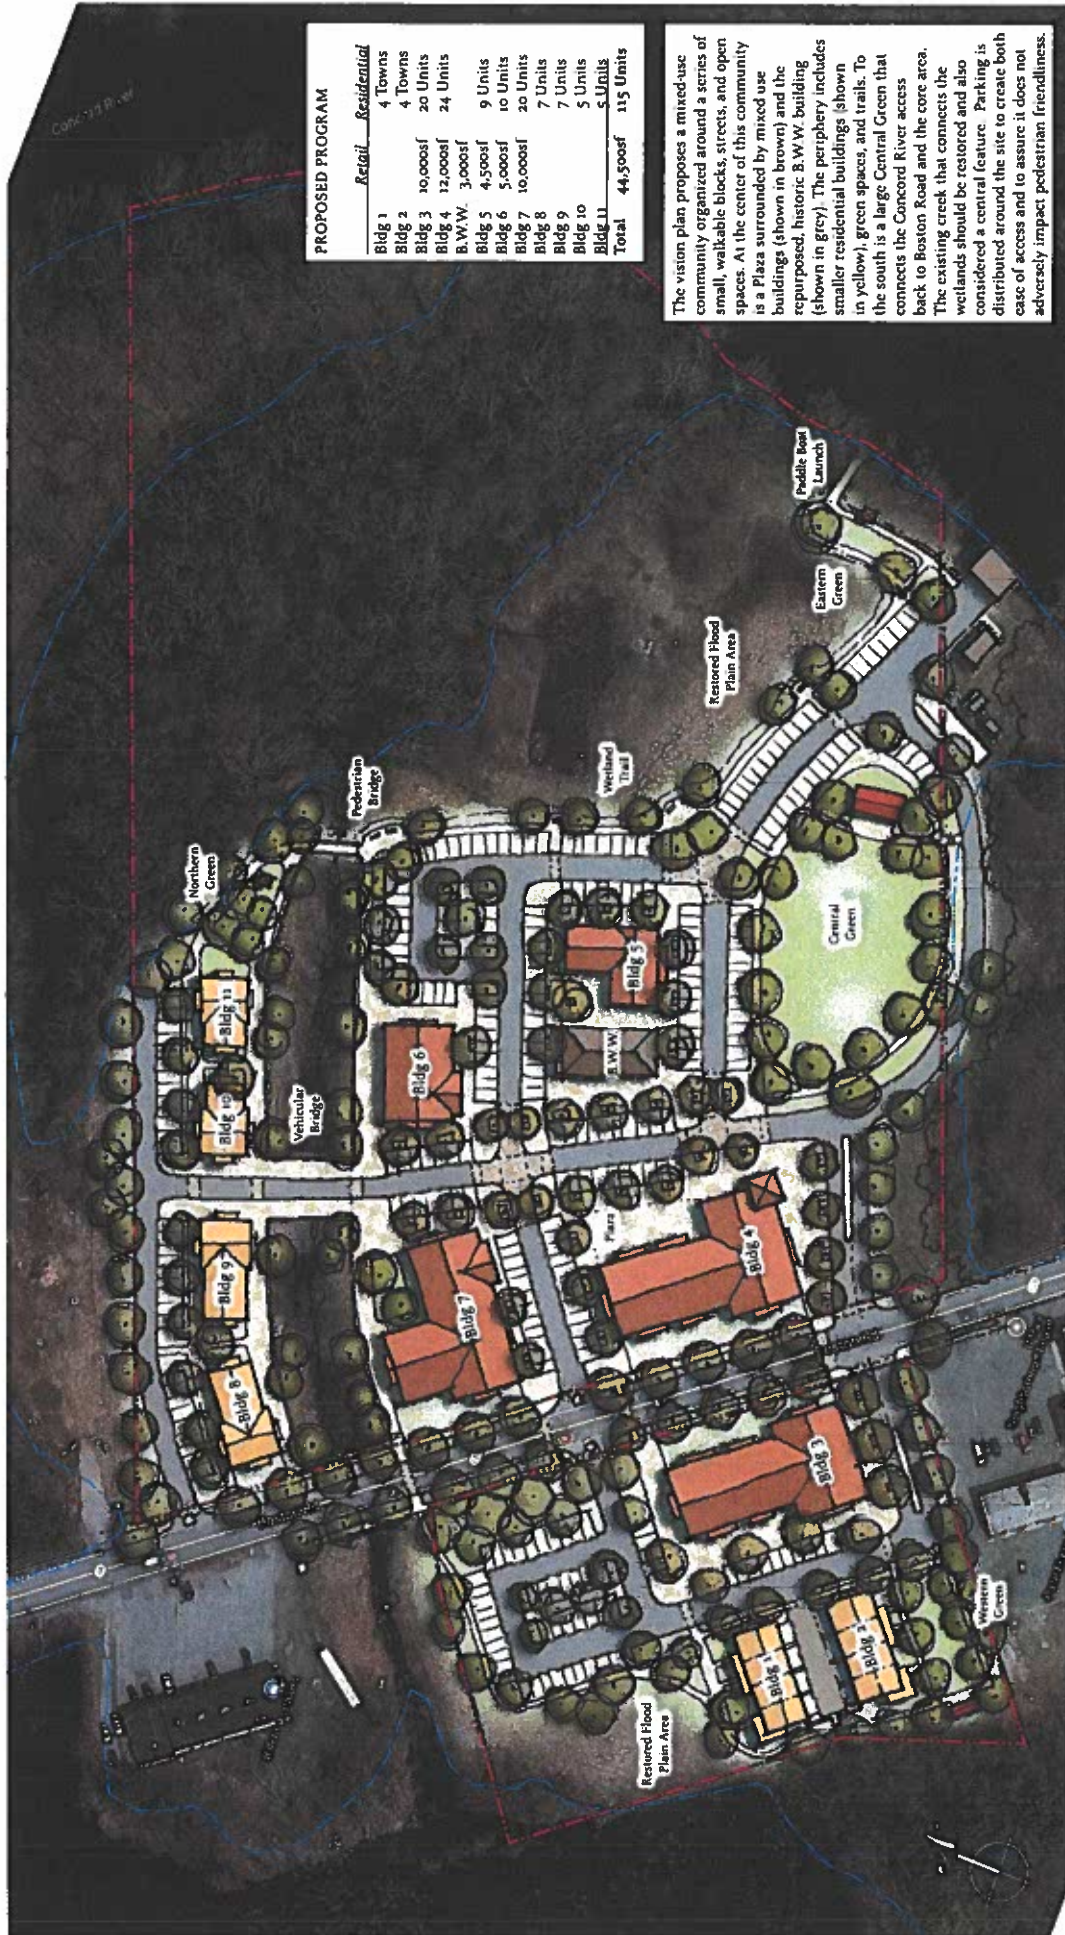 Concord River
PROPOSED PROGRAM
Retail Residential
Bldg 1 4 Towns
Bldg 2 4 Towns
Bldg 3 10,000sf 20 Units
Bldg 4 12,000sf 24 Units
B.W.W. 3,000sf
Bldg 5 4,500sf 9 Units
Bldg 6 5,000sf 10 Units
Bldg 7 10,000sf 20 Units
Bldg 8 7 Units
Bldg 9 7 Units
Bldg 10 5 Units
Bldg 11 5 Units
Total 44,500sf 115 Units
The vision plan proposes a mixed-use
community organized around a series of
small, walkable blocks, streets, and open
spaces. At the center of this community
is a Plaza surrounded by mixed use
buildings (shown in brown) and the
repurposed, historic B.W.W. building
(shown in grey). The periphery includes
smaller residential buildings (shown
in yellow), green spaces, and trails. To
the south is a large Central Green that
connects the Concord River access
back to Boston Road and the core area.
The existing creek that connects the
wetlands should be restored and also
considered a central feature. Parking is
distributed around the site to create both
ease of access and to assure it does not
adversely impact pedestrian friendliness.
Northern
Green
Pedestrian
Bridge
Bldg 11
Bldg 10
Vehicular
Bridge
Bldg 9
Bldg 8
Bldg 6
Bldg 7
Wetland
Trail
Bldg 5
B.W.W.
Plaza
Bldg 4
Restored Flood
Plain Area
Eastern
Green
Paddle Boat
Launch
Central
Green
Bldg 3
Bldg 1
Bldg 2
Restored Flood
Plain Area
Western
Green